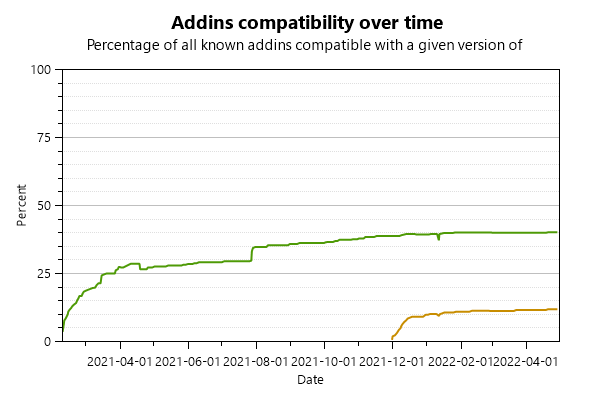 Addins compatibility over time
Percentage of all known addins compatible with a given version of
100
75
50
25
0
Percent
2021-04-01 2021-06-01 2021-08-01 2021-10-01 2021-12-01 2022-02-01 2022-04-01
Date